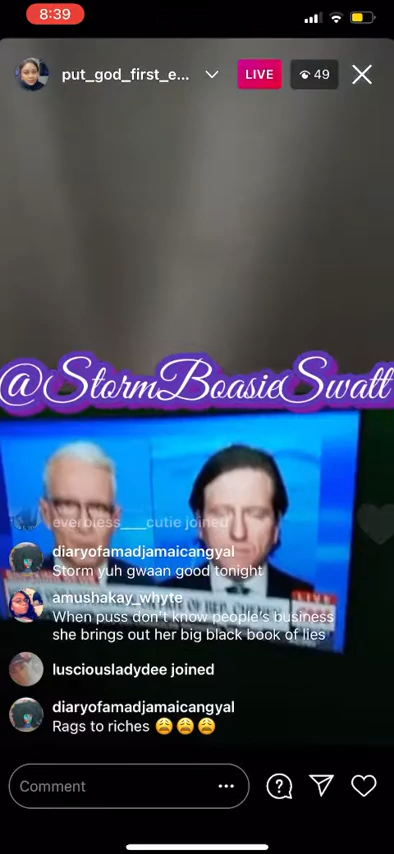 8:39
put_god_first_e...
LIVE
49
@StormBoasieSwatt
everbless___cutie joined
diaryofamadjamaicangyal
Storm yuh gwaan good tonight
amushakay_whyte
When puss don't know people's business
she brings out her big black book of lies
LIVE
lusciousladydee joined
diaryofamadjamaicangyal
Rags to riches 😩😩😩
Comment